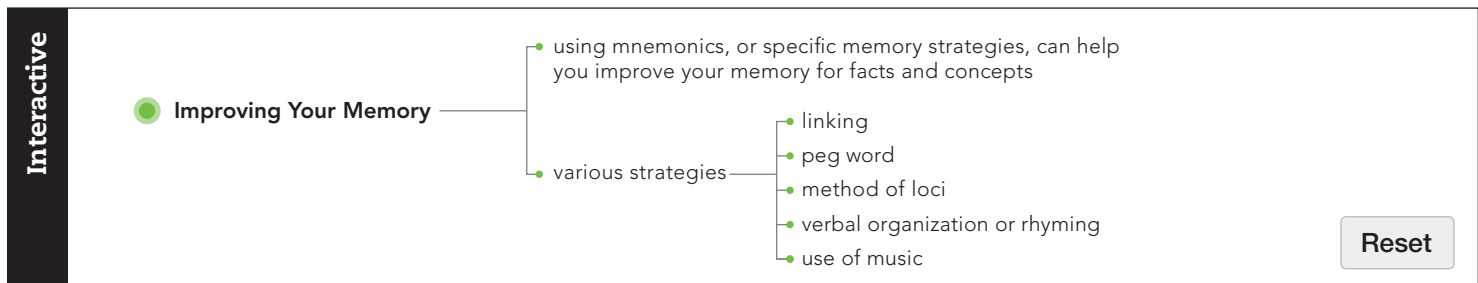 Interactive
Improving Your Memory
using mnemonics, or specific memory strategies, can help
you improve your memory for facts and concepts
various strategies
linking
peg word
method of loci
verbal organization or rhyming
use of music
Reset